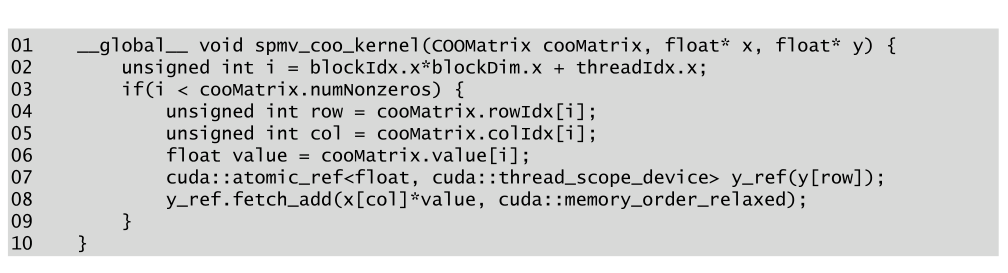 01 __global__ void spmv_coo_kernel(COOMatrix cooMatrix, float* x, float* y) {
02 unsigned int i = blockIdx.x*blockDim.x + threadIdx.x;
03 if(i < cooMatrix.numNonzeros) {
04 unsigned int row = cooMatrix.rowIdx[i];
05 unsigned int col = cooMatrix.colIdx[i];
06 float value = cooMatrix.value[i];
07 cuda::atomic_ref<float, cuda::thread_scope_device> y_ref(y[row]);
08 y_ref.fetch_add(x[col]*value, cuda::memory_order_relaxed);
09 }
10 }